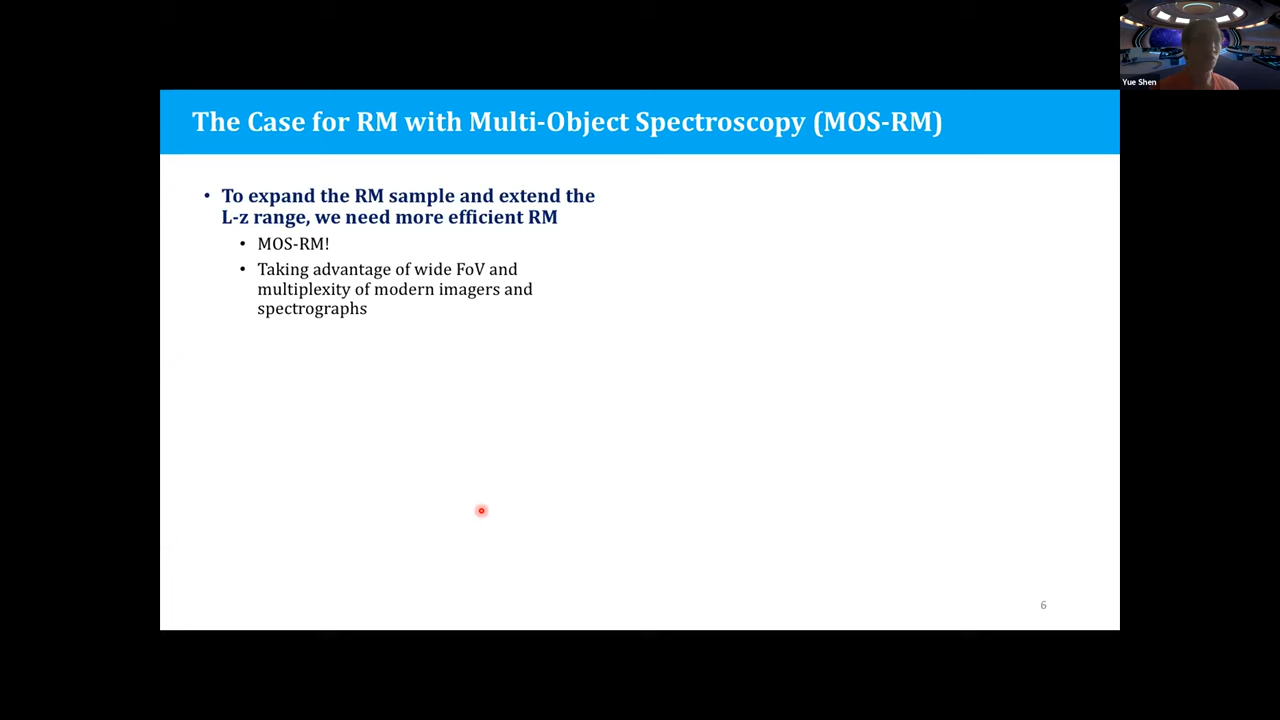 Yue Shen
The Case for RM with Multi-Object Spectroscopy (MOS-RM)
• To expand the RM sample and extend the
L-z range, we need more efficient RM
• MOS-RM!
• Taking advantage of wide FoV and
multiplexity of modern imagers and
spectrographs
6